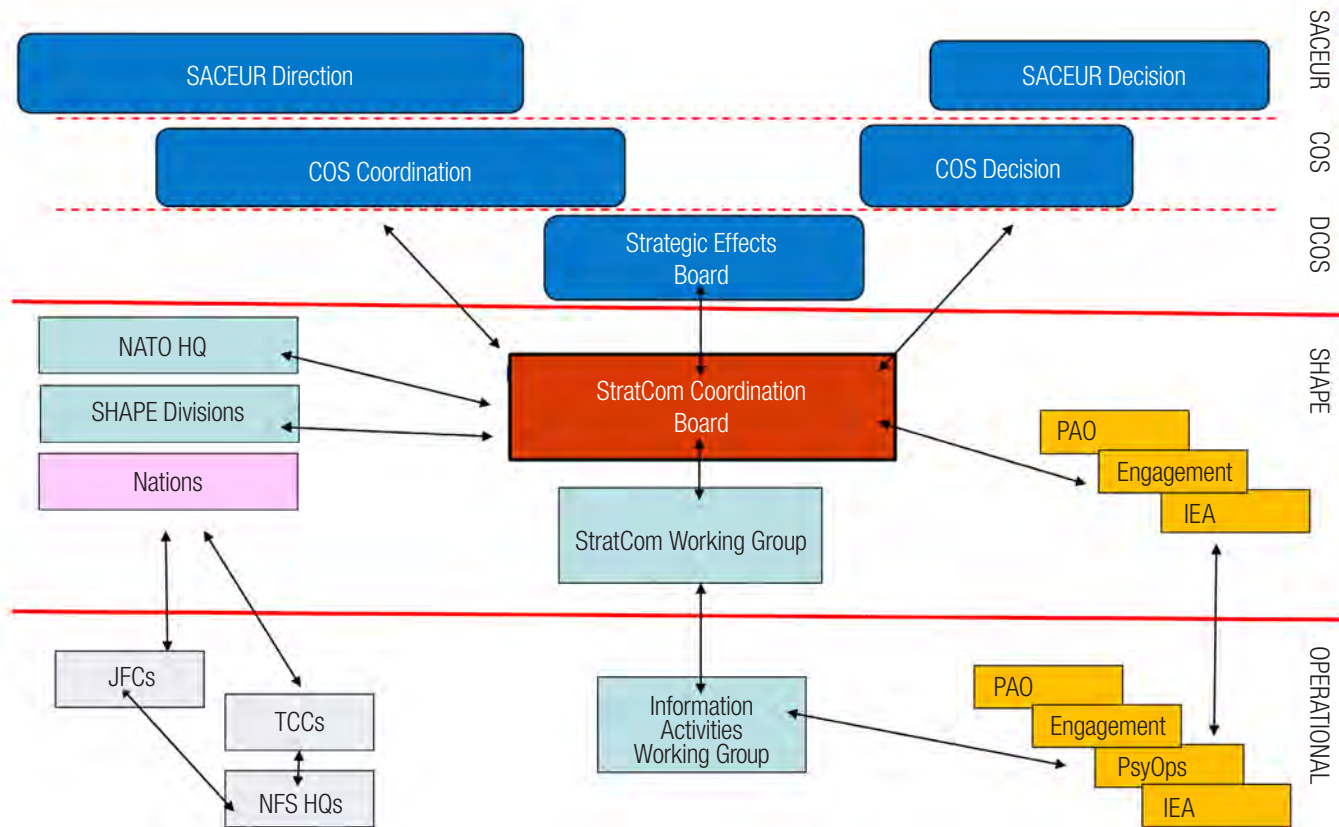 SACEUR Direction
SACEUR Decision
SACEUR
COS Coordination
COS Decision
COS
Strategic Effects
Board
DCOS
NATO HQ
SHAPE Divisions
Nations
StratCom Coordination
Board
StratCom Working Group
PAO
Engagement
IEA
SHAPE
JFCs
TCCs
NFS HQs
Information
Activities
Working Group
PAO
Engagement
PsyOps
IEA
OPERATIONAL